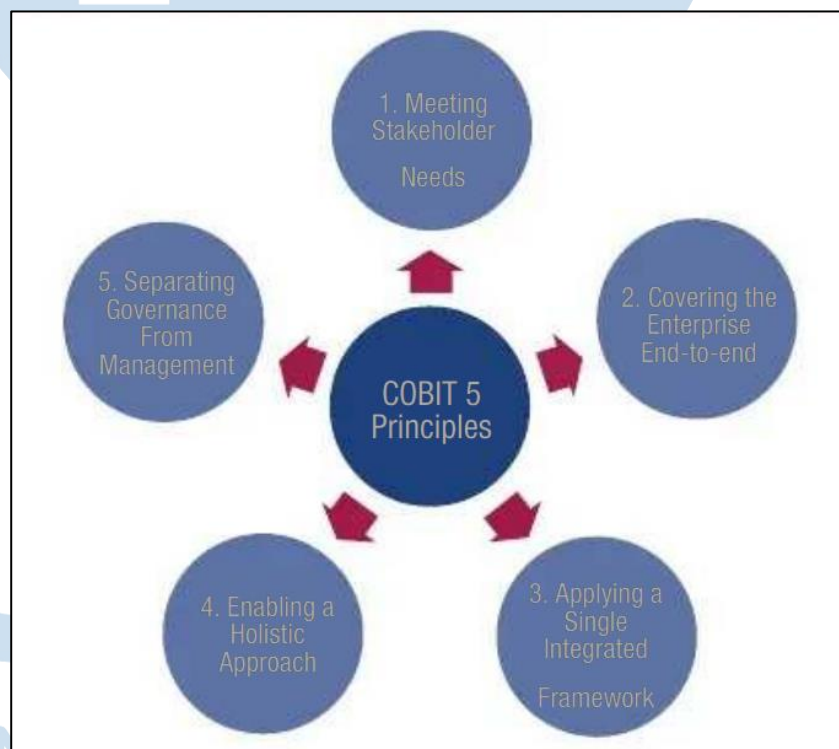 1. Meeting
Stakeholder
Needs
5. Separating
Governance
From
Management
2. Covering the
Enterprise
End-to-end
COBIT 5
Principles
4. Enabling a
Holistic
Approach
3. Applying a
Single
Integrated
Framework